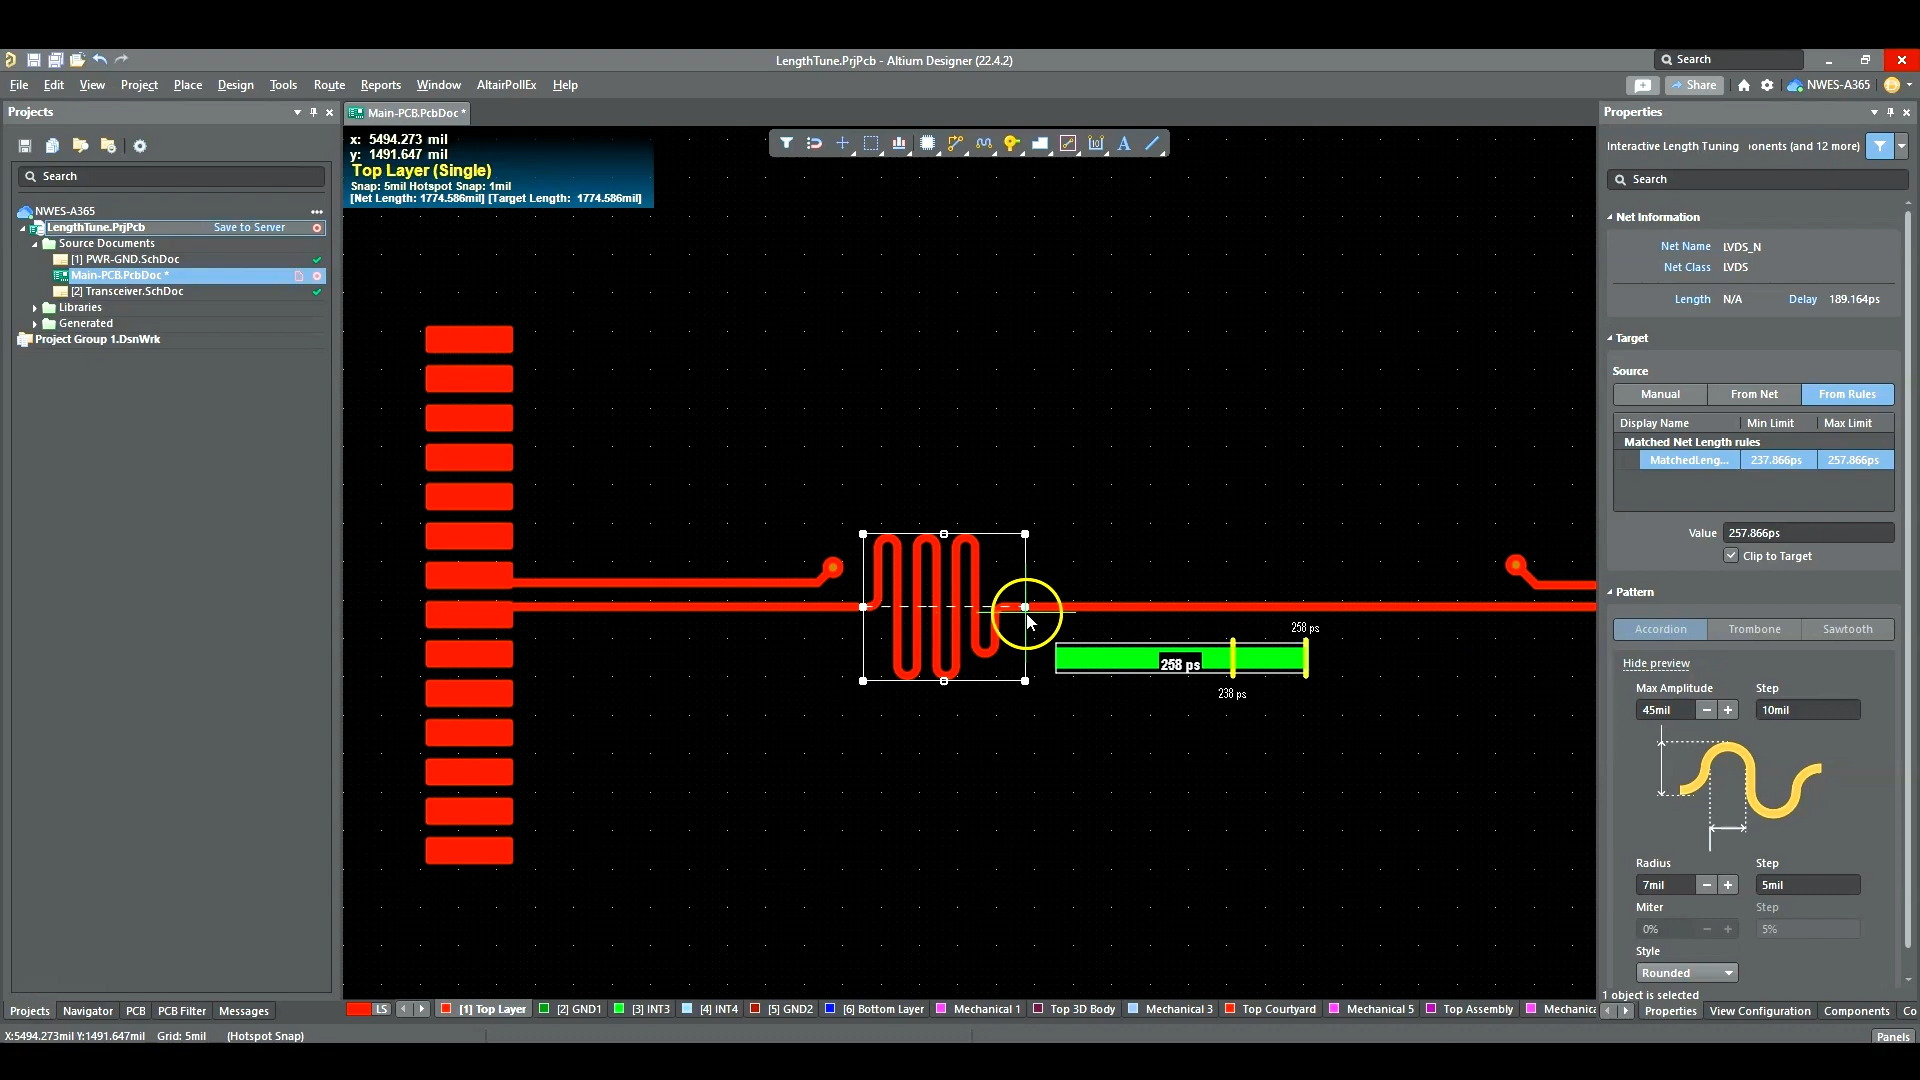 LengthTune.PrjPcb - Altium Designer (22.4.2)
Search
File Edit View Project Place Design Tools Route Reports Window AltairPollEx Help
Share
NWES-A365
Projects
Main-PCB.PcbDoc *
Properties
x: 5494.273 mil
y: 1491.647 mil
Top Layer (Single)
Snap: 5mil Hotspot Snap: 1mil
[Net Length: 1774.586mil] [Target Length: 1774.586mil]
Interactive Length Tuning
onents (and 12 more)
Search
Search
NWES-A365
LengthTune.PrjPcb Save to Server
Source Documents
[1] PWR-GND.SchDoc
Main-PCB.PcbDoc *
[2] Transceiver.SchDoc
Libraries
Generated
Project Group 1.DsnWrk
Net Information
Net Name LVDS_N
Net Class LVDS
Length N/A Delay 189.164ps
Target
Source
Manual From Net From Rules
Display Name Min Limit Max Limit
Matched Net Length rules
MatchedLeng... 237.866ps 257.866ps
Value 257.866ps
Clip to Target
Pattern
Accordion Trombone Sawtooth
Hide preview
Max Amplitude Step
45mil 10mil
Radius Step
7mil 5mil
Miter Step
0% 5%
Style
Rounded
1 object is selected
258 ps
258 ps
238 ps
Projects Navigator PCB PCB Filter Messages
LS [1] Top Layer [2] GND1 [3] INT3 [4] INT4 [5] GND2 [6] Bottom Layer Mechanical 1 Top 3D Body Mechanical 3 Top Courtyard Mechanical 5 Top Assembly Mechanic
Properties View Configuration Components Co
X:5494.273mil Y:1491.647mil Grid: 5mil (Hotspot Snap)
Panels